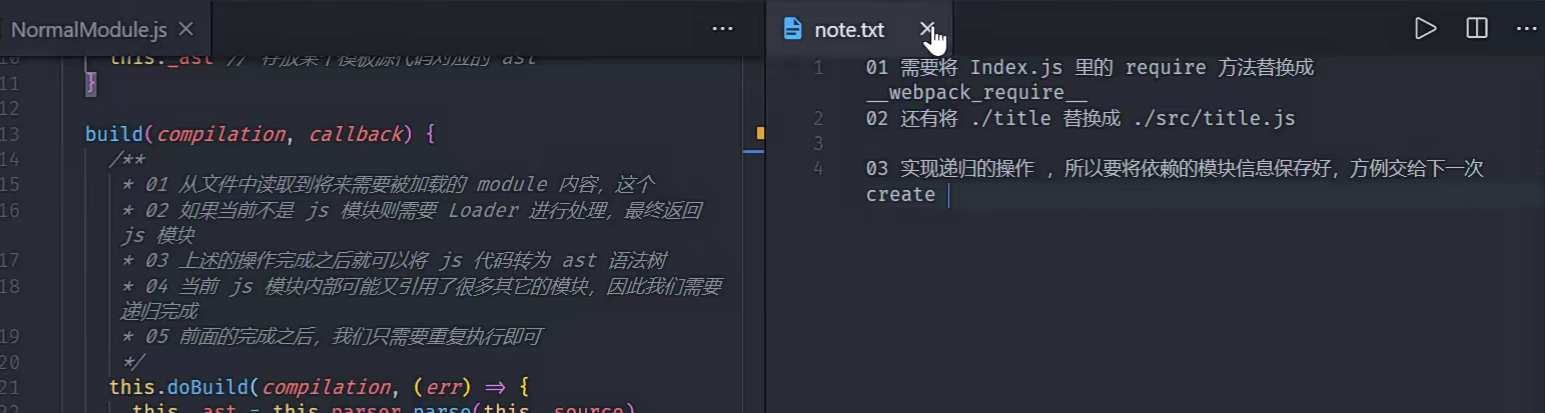 NormalModule.js
10 this._ast // 存放某个模板源代码对应的 ast
11 }
12
13 build(compilation, callback) {
14 /**
15 * 01 从文件中读取到将来需要被加载的 module 内容，这个
16 * 02 如果当前不是 js 模块则需要 Loader 进行处理，最终返回
js 模块
17 * 03 上述的操作完成之后就可以将 js 代码转为 ast 语法树
18 * 04 当前 js 模块内部可能又引用了很多其它的模块，因此我们需要
递归完成
19 * 05 前面的完成之后，我们只需要重复执行即可
20 */
21 this.doBuild(compilation, (err) => {
22 this._ast = this.parser.parse(this._source)
note.txt
1 01 需要将 Index.js 里的 require 方法替换成
__webpack_require__
2 02 还有将 ./title 替换成 ./src/title.js
3
4 03 实现递归的操作 ，所以要将依赖的模块信息保存好，方例交给下一次
create